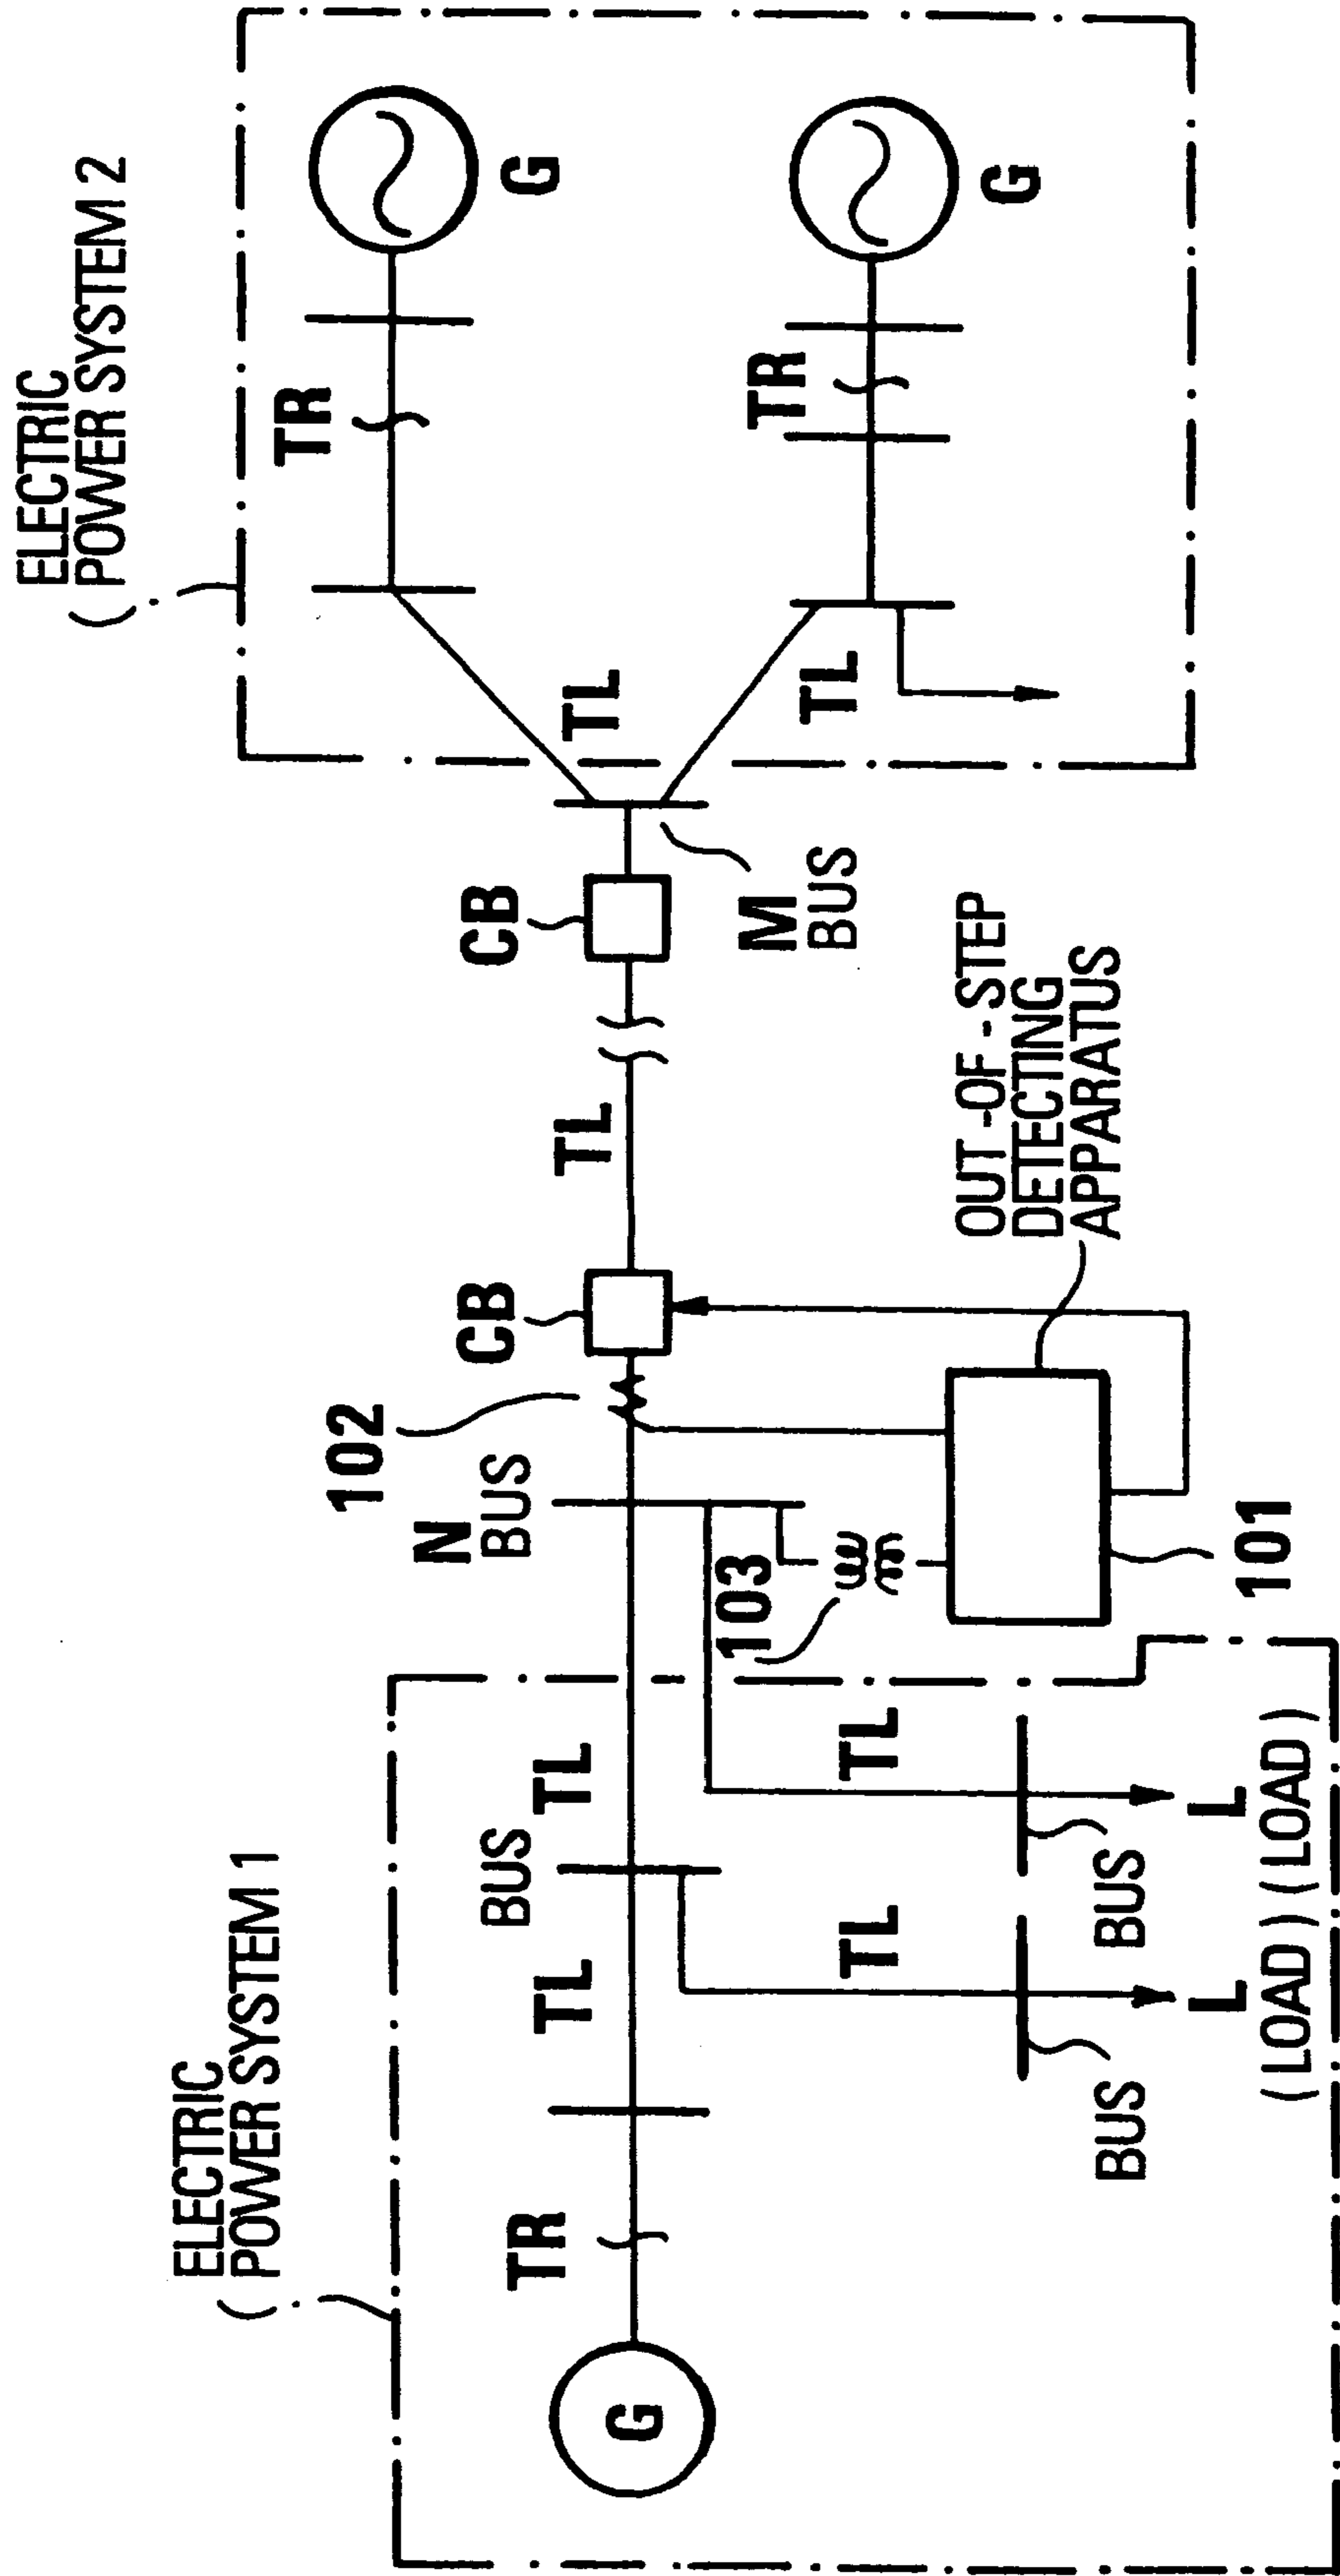 ELECTRIC
POWER SYSTEM 1
ELECTRIC
POWER SYSTEM 2
G
TR
TL
BUS
TL
N
BUS
102
CB
TL
CB
M
BUS
TL
TL
TR
G
TR
G
TL
TL
103
BUS
BUS
L
L
(LOAD) (LOAD)
101
OUT-OF-STEP
DETECTING
APPARATUS